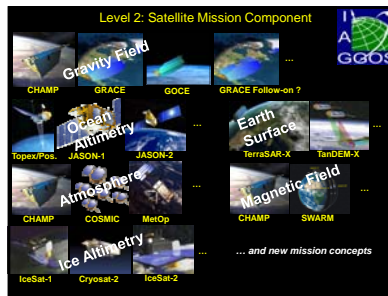 Level 2: Satellite Mission Component
I A G
GGOS
Gravity Field
...
CHAMP GRACE GOCE GRACE Follow-on ?
Ocean
Altimetry
...
Earth
Surface
Topex/Pos. JASON-1 JASON-2 TerraSAR-X TanDEM-X
Atmosphere
...
Magnetic Field
CHAMP COSMIC MetOp CHAMP SWARM
Ice Altimetry
... ... and new mission concepts
IceSat-1 Cryosat-2 IceSat-2